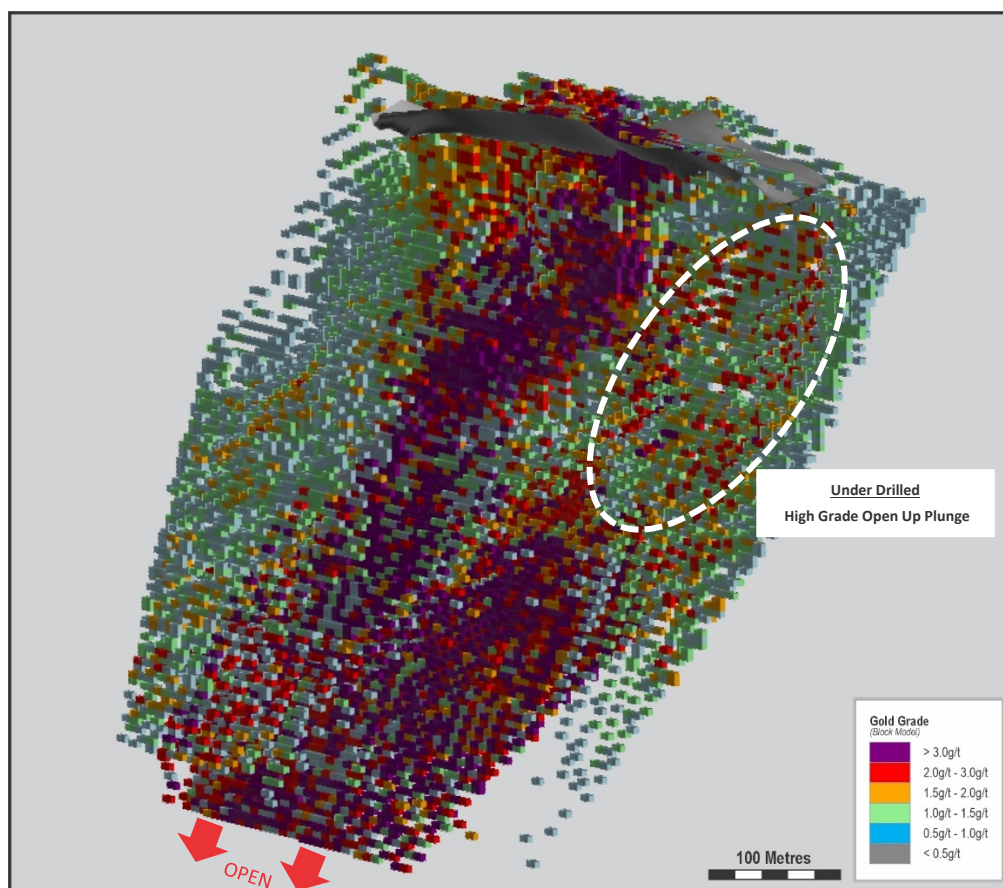 Under Drilled
High Grade Open Up Plunge
Gold Grade
(Block Model)
> 3.0g/t
2.0g/t - 3.0g/t
1.5g/t - 2.0g/t
1.0g/t - 1.5g/t
0.5g/t - 1.0g/t
< 0.5g/t
100 Metres
OPEN